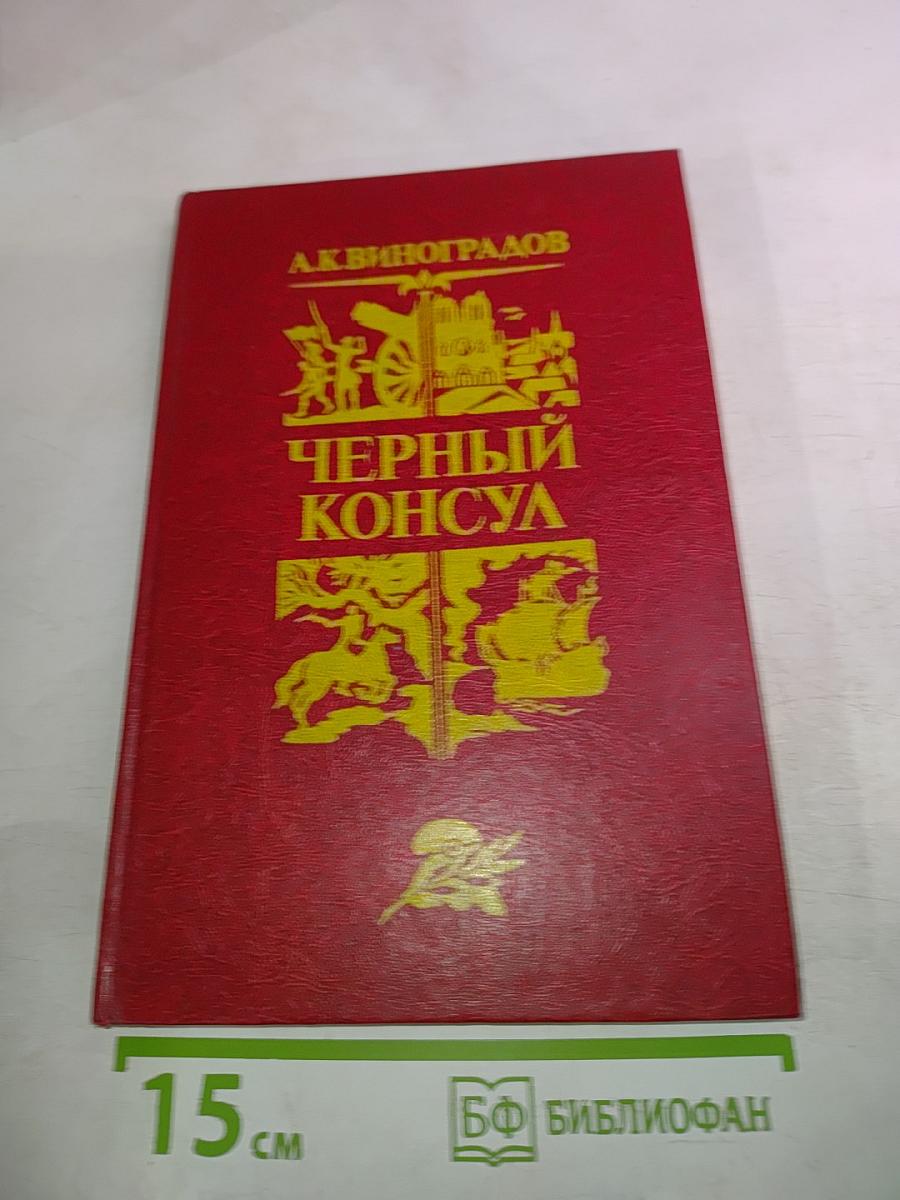 А.К.ВИНОГРАДОВ
ЧЕРНЫЙ
КОНСУЛ
15 см
БФ БИБЛИОФАН